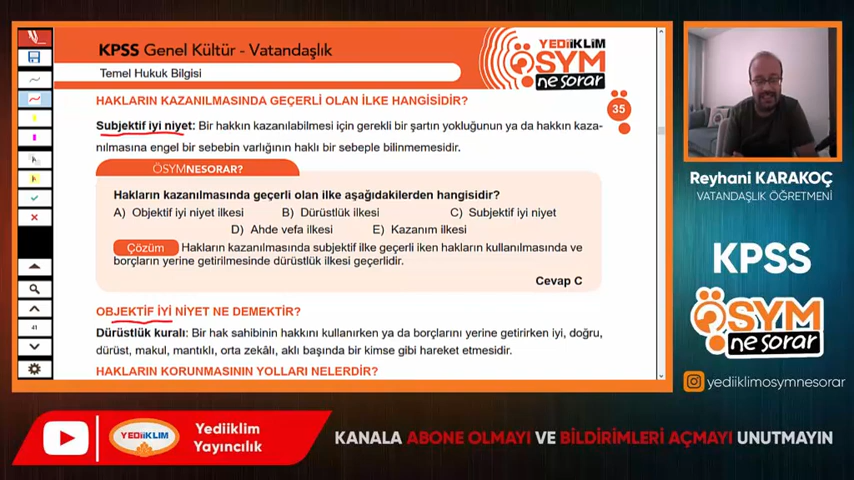 KPSS Genel Kültür - Vatandaşlık
Temel Hukuk Bilgisi
YEDİİKLİM
ÖSYM
ne sorar
35
HAKLARIN KAZANILMASINDA GEÇERLİ OLAN İLKE HANGİSİDİR?
Subjektif iyi niyet: Bir hakkın kazanılabilmesi için gerekli bir şartın yokluğunun ya da hakkın kaza-
nılmasına engel bir sebebin varlığının haklı bir sebeple bilinmemesidir.
ÖSYMNESORAR?
Hakların kazanılmasında geçerli olan ilke aşağıdakilerden hangisidir?
A) Objektif iyi niyet ilkesi B) Dürüstlük ilkesi C) Subjektif iyi niyet
D) Ahde vefa ilkesi E) Kazanım ilkesi
Çözüm Hakların kazanılmasında subjektif ilke geçerli iken hakların kullanılmasında ve
borçların yerine getirilmesinde dürüstlük ilkesi geçerlidir.
Cevap C
OBJEKTİF İYİ NİYET NE DEMEKTİR?
Dürüstlük kuralı: Bir hak sahibinin hakkını kullanırken ya da borçlarını yerine getirirken iyi, doğru,
dürüst, makul, mantıklı, orta zekâlı, aklı başında bir kimse gibi hareket etmesidir.
HAKLARIN KORUNMASININ YOLLARI NELERDİR?
41
Reyhani KARAKOÇ
VATANDAŞLIK ÖĞRETMENİ
KPSS
ÖSYM
ne sorar
yediiklimosymnesorar
YEDİİKLİM
Yediiklim
Yayıncılık
KANALA ABONE OLMAYI VE BİLDİRİMLERİ AÇMAYI UNUTMAYIN